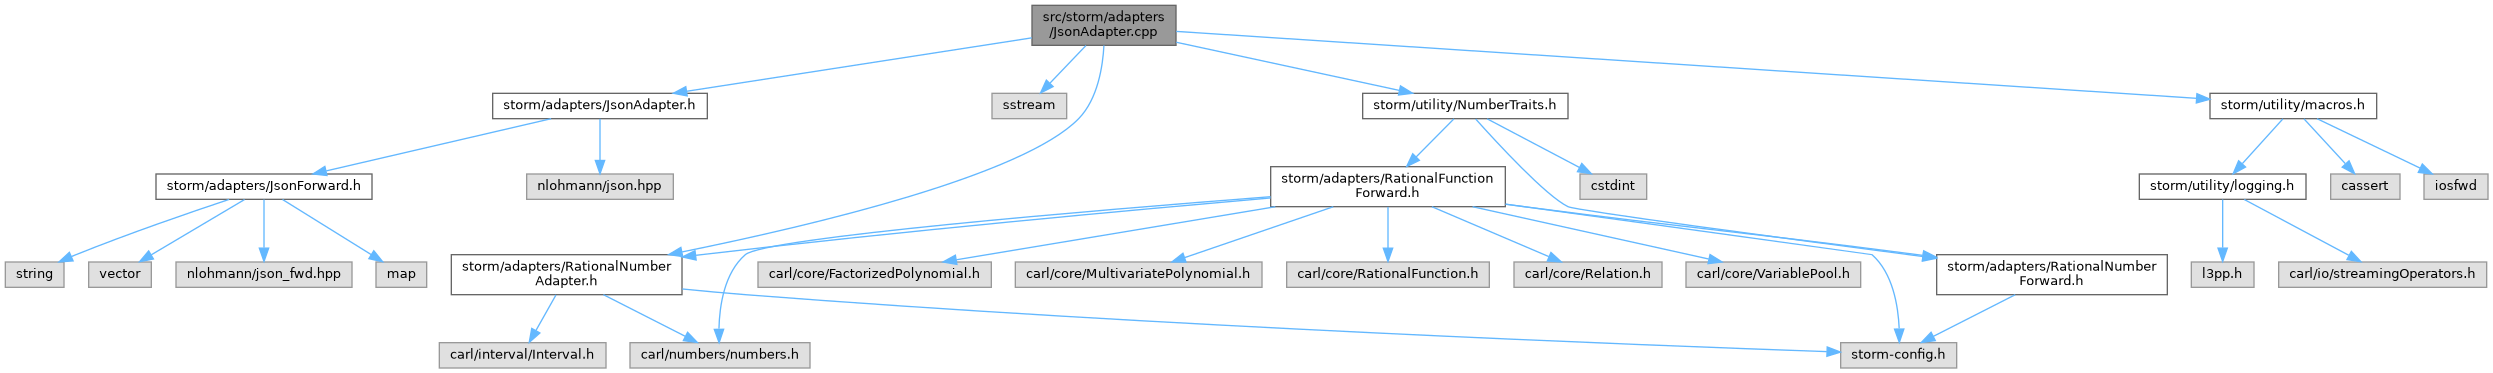 src/storm/adapters
/JsonAdapter.cpp
storm/adapters/JsonAdapter.h
sstream
storm/utility/NumberTraits.h
storm/utility/macros.h
storm/adapters/JsonForward.h
nlohmann/json.hpp
storm/adapters/RationalFunction
Forward.h
cstdint
storm/utility/logging.h
cassert
iosfwd
string
vector
nlohmann/json_fwd.hpp
map
storm/adapters/RationalNumber
Adapter.h
carl/core/FactorizedPolynomial.h
carl/core/MultivariatePolynomial.h
carl/core/RationalFunction.h
carl/core/Relation.h
carl/core/VariablePool.h
storm/adapters/RationalNumber
Forward.h
l3pp.h
carl/io/streamingOperators.h
carl/interval/Interval.h
carl/numbers/numbers.h
storm-config.h